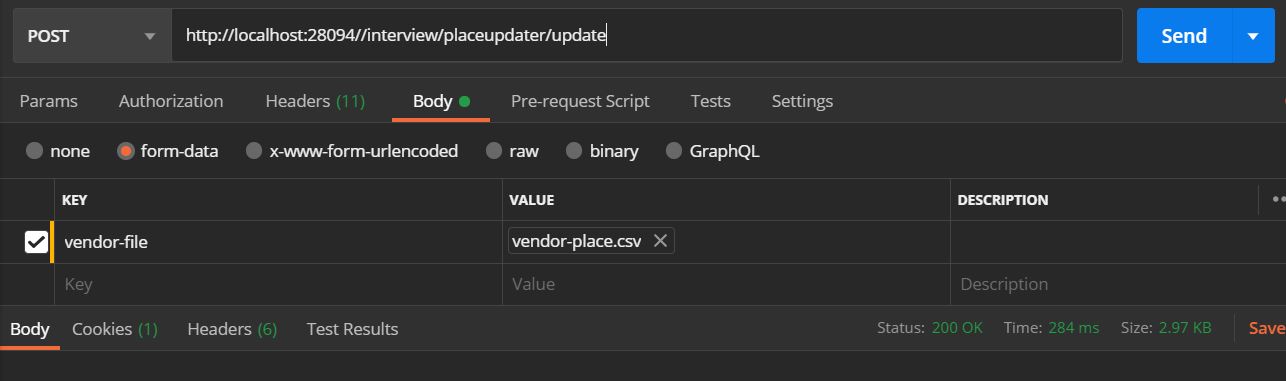 POST http://localhost:28094//interview/placeupdater/update Send
Params Authorization Headers (11) Body Pre-request Script Tests Settings
none form-data x-www-form-urlencoded raw binary GraphQL
KEY VALUE DESCRIPTION
vendor-file vendor-place.csv
Key Value Description
Body Cookies (1) Headers (6) Test Results Status: 200 OK Time: 284 ms Size: 2.97 KB Save